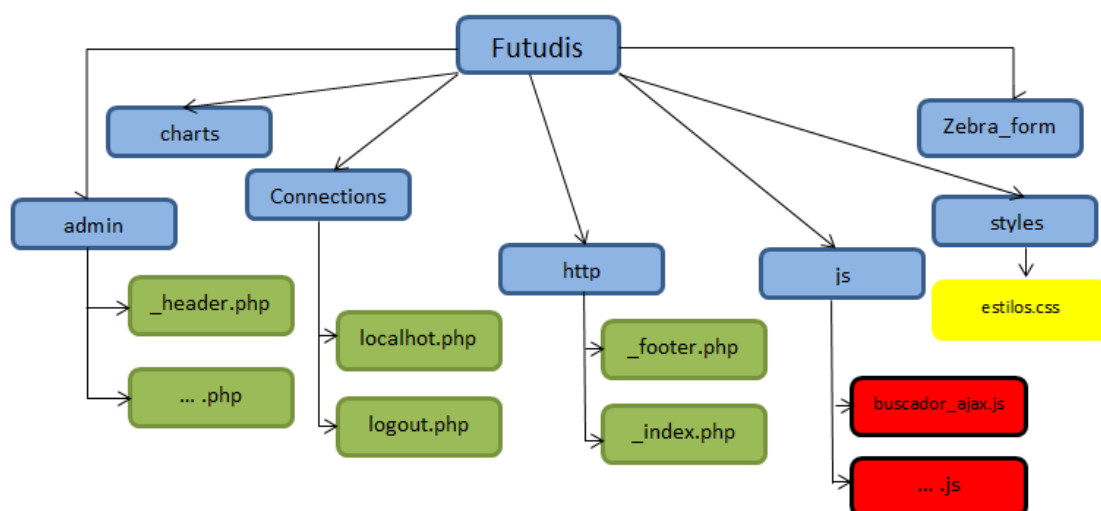 Futudis
charts
Zebra_form
Connections
admin
styles
http
js
_header.php
estilos.css
localhot.php
_footer.php
... .php
buscador_ajax.js
logout.php
_index.php
... .js